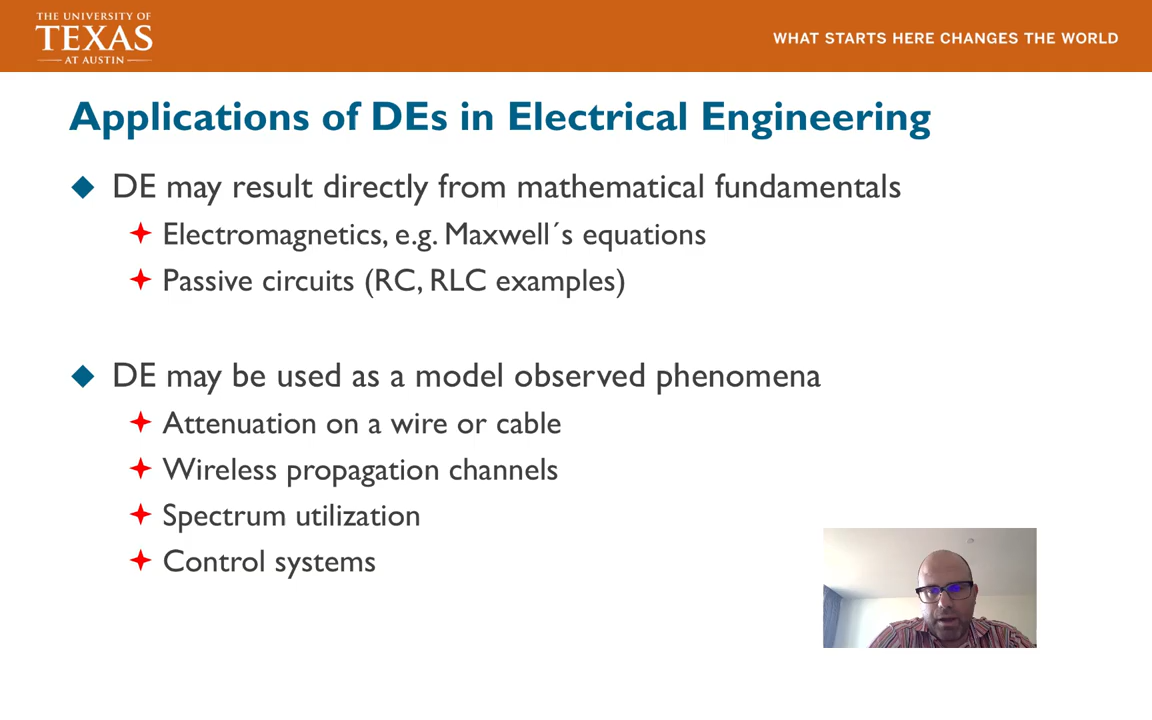 THE UNIVERSITY OF
TEXAS
AT AUSTIN
WHAT STARTS HERE CHANGES THE WORLD
Applications of DEs in Electrical Engineering
DE may result directly from mathematical fundamentals
Electromagnetics, e.g. Maxwell´s equations
Passive circuits (RC, RLC examples)
DE may be used as a model observed phenomena
Attenuation on a wire or cable
Wireless propagation channels
Spectrum utilization
Control systems